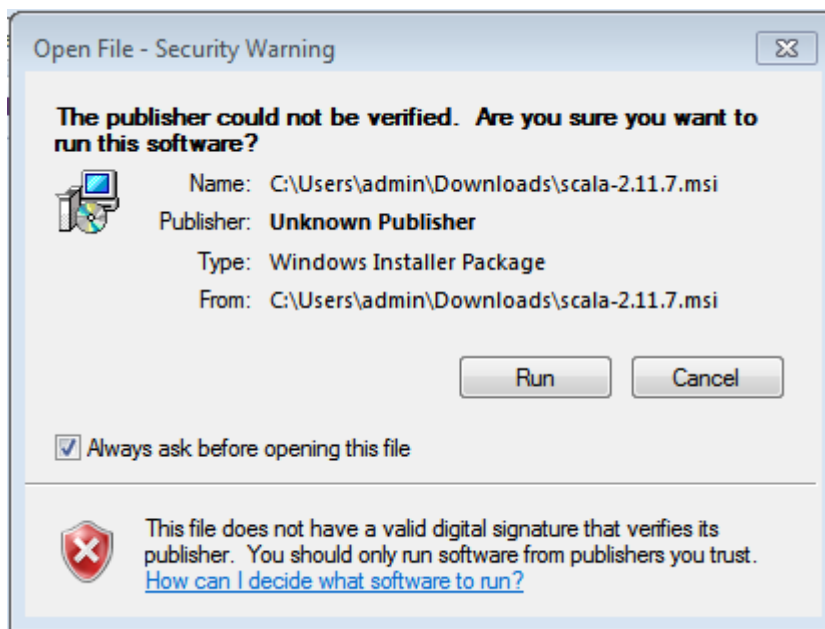 Open File - Security Warning
The publisher could not be verified.  Are you sure you want to
run this software?
Name: C:\Users\admin\Downloads\scala-2.11.7.msi
Publisher: Unknown Publisher
Type: Windows Installer Package
From: C:\Users\admin\Downloads\scala-2.11.7.msi
Run Cancel
Always ask before opening this file
This file does not have a valid digital signature that verifies its
publisher.  You should only run software from publishers you trust.
How can I decide what software to run?